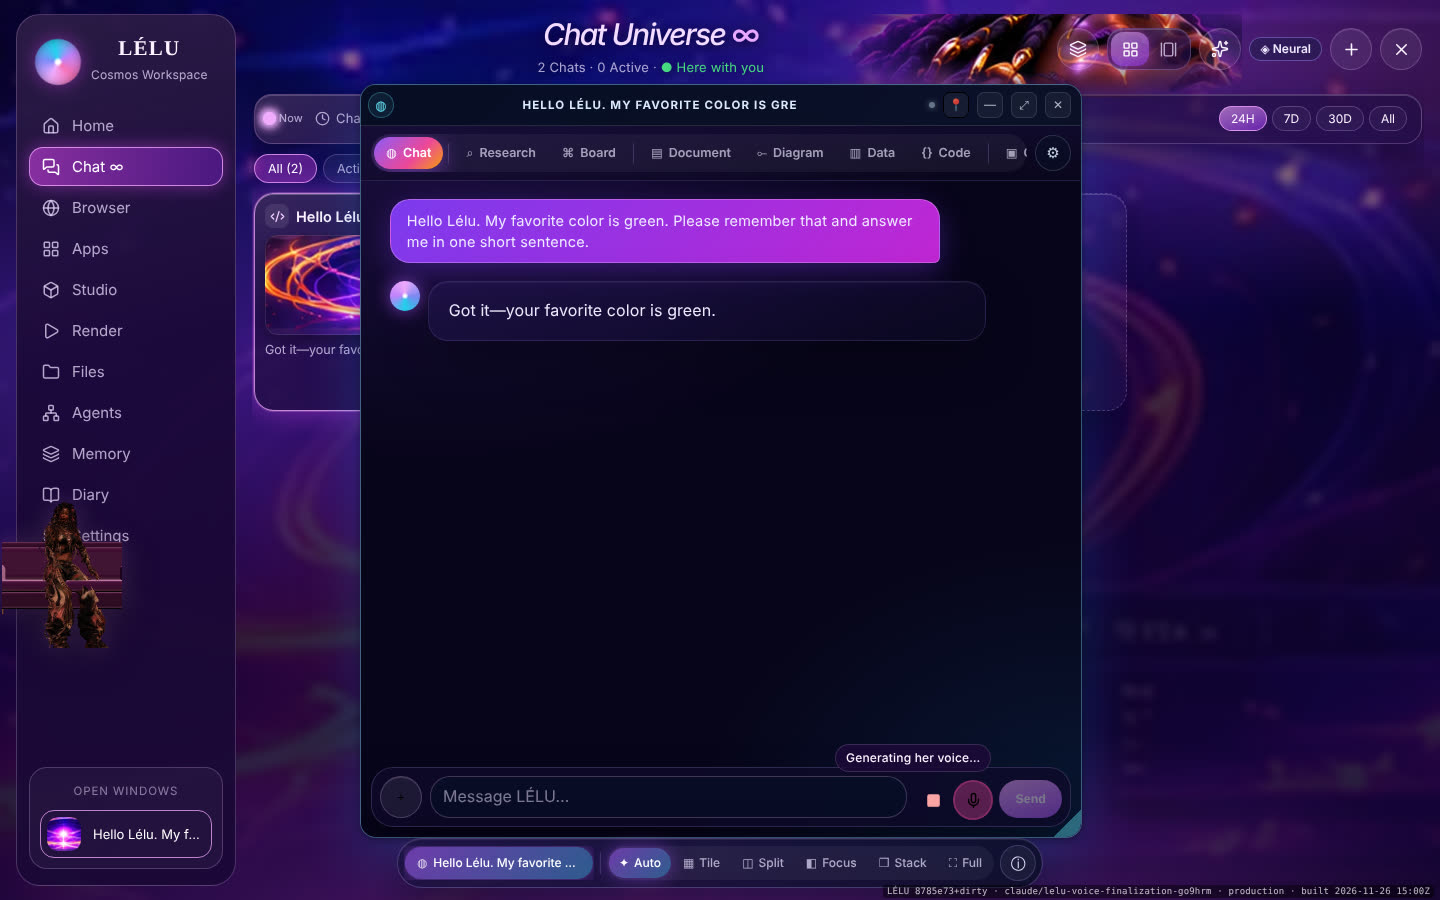 LÉLU
Cosmos Workspace
Home
Chat ∞
Browser
Apps
Studio
Render
Files
Agents
Memory
Diary
ettings
OPEN WINDOWS
Hello Lélu. My f...
Chat Universe ∞
2 Chats · 0 Active · ● Here with you
◈ Neural
Now
Cha
24H
7D
30D
All
All (2)
Acti
Hello Lélu
Got it—your favo
HELLO LÉLU. MY FAVORITE COLOR IS GRE
Chat
Research
Board
Document
Diagram
Data
{} Code
Hello Lélu. My favorite color is green. Please remember that and answer
me in one short sentence.
Got it—your favorite color is green.
Generating her voice...
Message LÉLU...
Send
Hello Lélu. My favorite ...
Auto
Tile
Split
Focus
Stack
Full
LÉLU 8785e73+dirty · claude/lelu-voice-finalization-go9hrm · production · built 2026-11-26 15:00Z